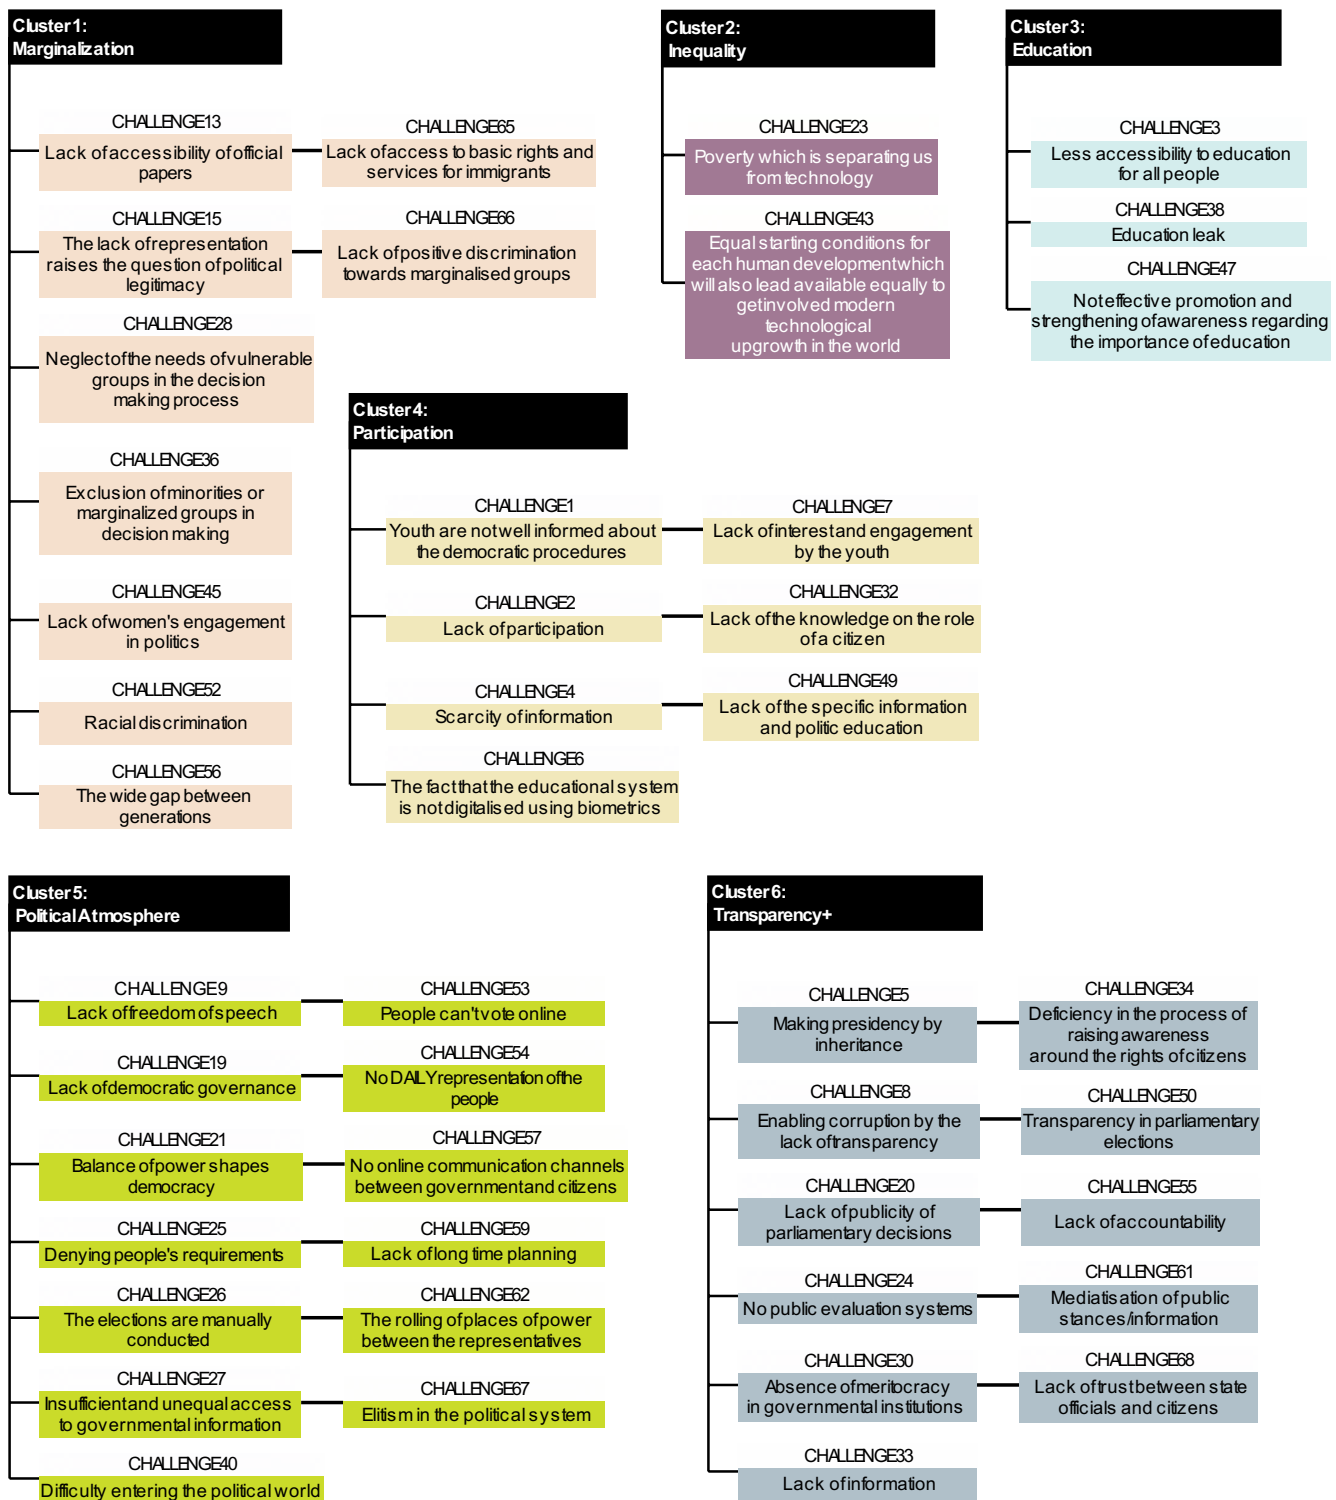 Cluster 1:
Marginalization
CHALLENGE13
Lack of accessibility of official
papers
CHALLENGE65
Lack of access to basic rights and
services for immigrants
CHALLENGE15
The lack of representation
raises the question of political
legitimacy
CHALLENGE66
Lack of positive discrimination
towards marginalised groups
CHALLENGE28
Neglect of the needs of vulnerable
groups in the decision
making process
CHALLENGE36
Exclusion of minorities or
marginalized groups in
decision making
CHALLENGE45
Lack of women's engagement
in politics
CHALLENGE52
Racial discrimination
CHALLENGE56
The wide gap between
generations
Cluster 2:
Inequality
CHALLENGE23
Poverty which is separating us
from technology
CHALLENGE43
Equal starting conditions for
each human development which
will also lead available equally to
get involved modern
technological
upgrowth in the world
Cluster 3:
Education
CHALLENGE3
Less accessibility to education
for all people
CHALLENGE38
Education leak
CHALLENGE47
Not effective promotion and
strengthening of awareness regarding
the importance of education
Cluster 4:
Participation
CHALLENGE1
Youth are not well informed about
the democratic procedures
CHALLENGE7
Lack of interest and engagement
by the youth
CHALLENGE2
Lack of participation
CHALLENGE32
Lack of the knowledge on the role
of a citizen
CHALLENGE4
Scarcity of information
CHALLENGE49
Lack of the specific information
and politic education
CHALLENGE6
The fact that the educational system
is not digitalised using biometrics
Cluster 5:
Political Atmosphere
CHALLENGE 9
Lack of freedom of speech
CHALLENGE53
People can't vote online
CHALLENGE19
Lack of democratic governance
CHALLENGE54
No DAILY representation of the
people
CHALLENGE21
Balance of power shapes
democracy
CHALLENGE57
No online communication channels
between government and citizens
CHALLENGE25
Denying people's requirements
CHALLENGE59
Lack of long time planning
CHALLENGE26
The elections are manually
conducted
CHALLENGE62
The rolling of places of power
between the representatives
CHALLENGE27
Insufficient and unequal access
to governmental information
CHALLENGE67
Elitism in the political system
CHALLENGE40
Difficulty entering the political world
Cluster 6:
Transparency+
CHALLENGE5
Making presidency by
inheritance
CHALLENGE34
Deficiency in the process of
raising awareness
around the rights of citizens
CHALLENGE8
Enabling corruption by the
lack of transparency
CHALLENGE50
Transparency in parliamentary
elections
CHALLENGE20
Lack of publicity of
parliamentary decisions
CHALLENGE55
Lack of accountability
CHALLENGE24
No public evaluation systems
CHALLENGE61
Mediatisation of public
stances/information
CHALLENGE30
Absence of meritocracy
in governmental institutions
CHALLENGE68
Lack of trust between state
officials and citizens
CHALLENGE33
Lack of information